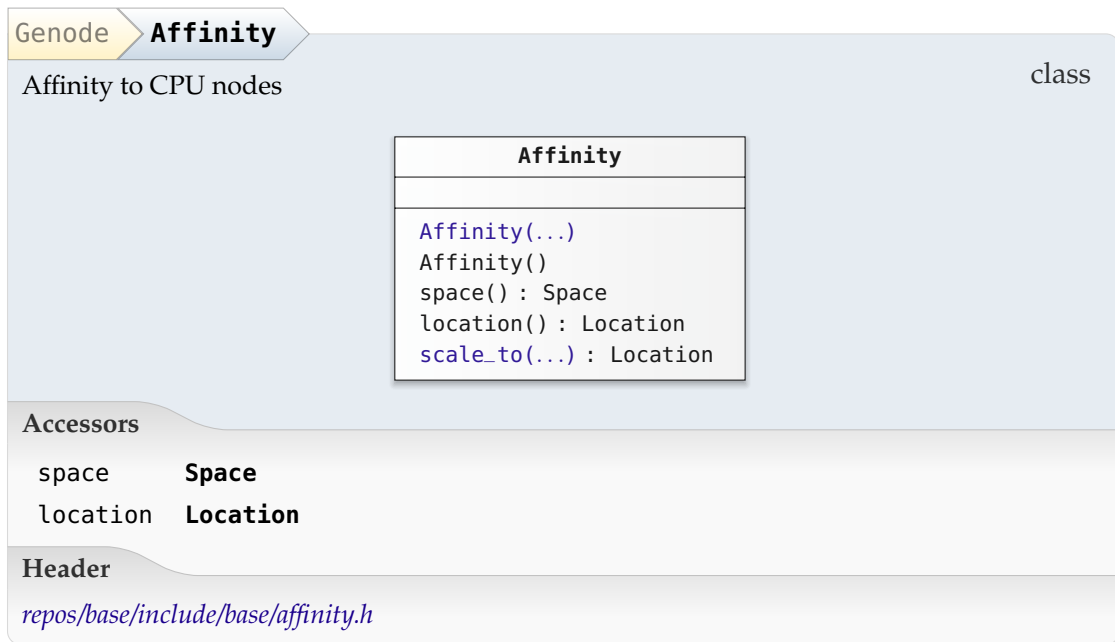 Genode Affinity
class
Affinity to CPU nodes
Affinity
Affinity(...)
Affinity()
space() : Space
location() : Location
scale_to(...) : Location
Accessors
space Space
location Location
Header
repos/base/include/base/affinity.h